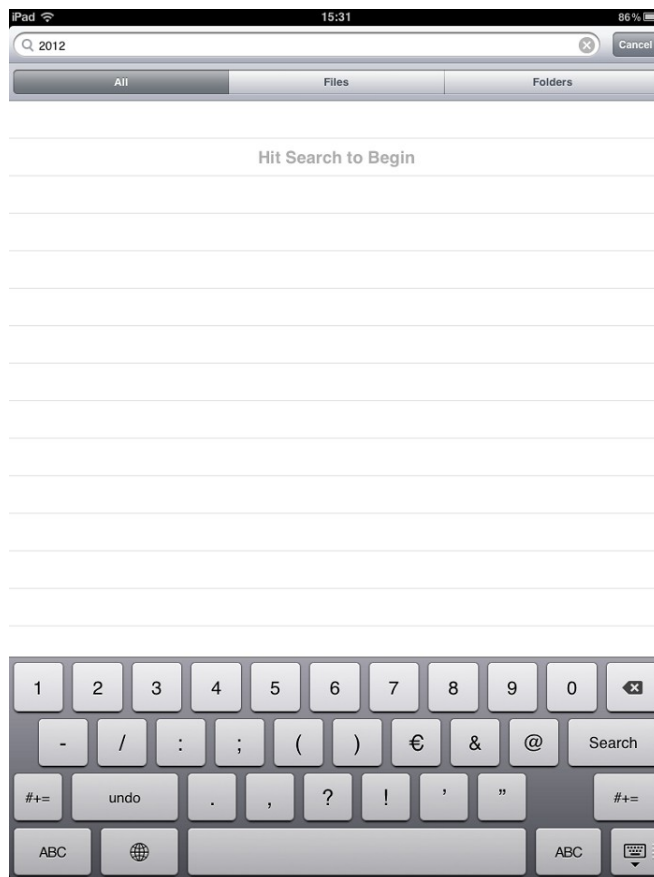 iPad 15:31 86%
2012 Cancel
All Files Folders
Hit Search to Begin
1 2 3 4 5 6 7 8 9 0
- / : ; ( ) € & @ Search
#+= undo . , ? ! ’ ” #+=
ABC ABC